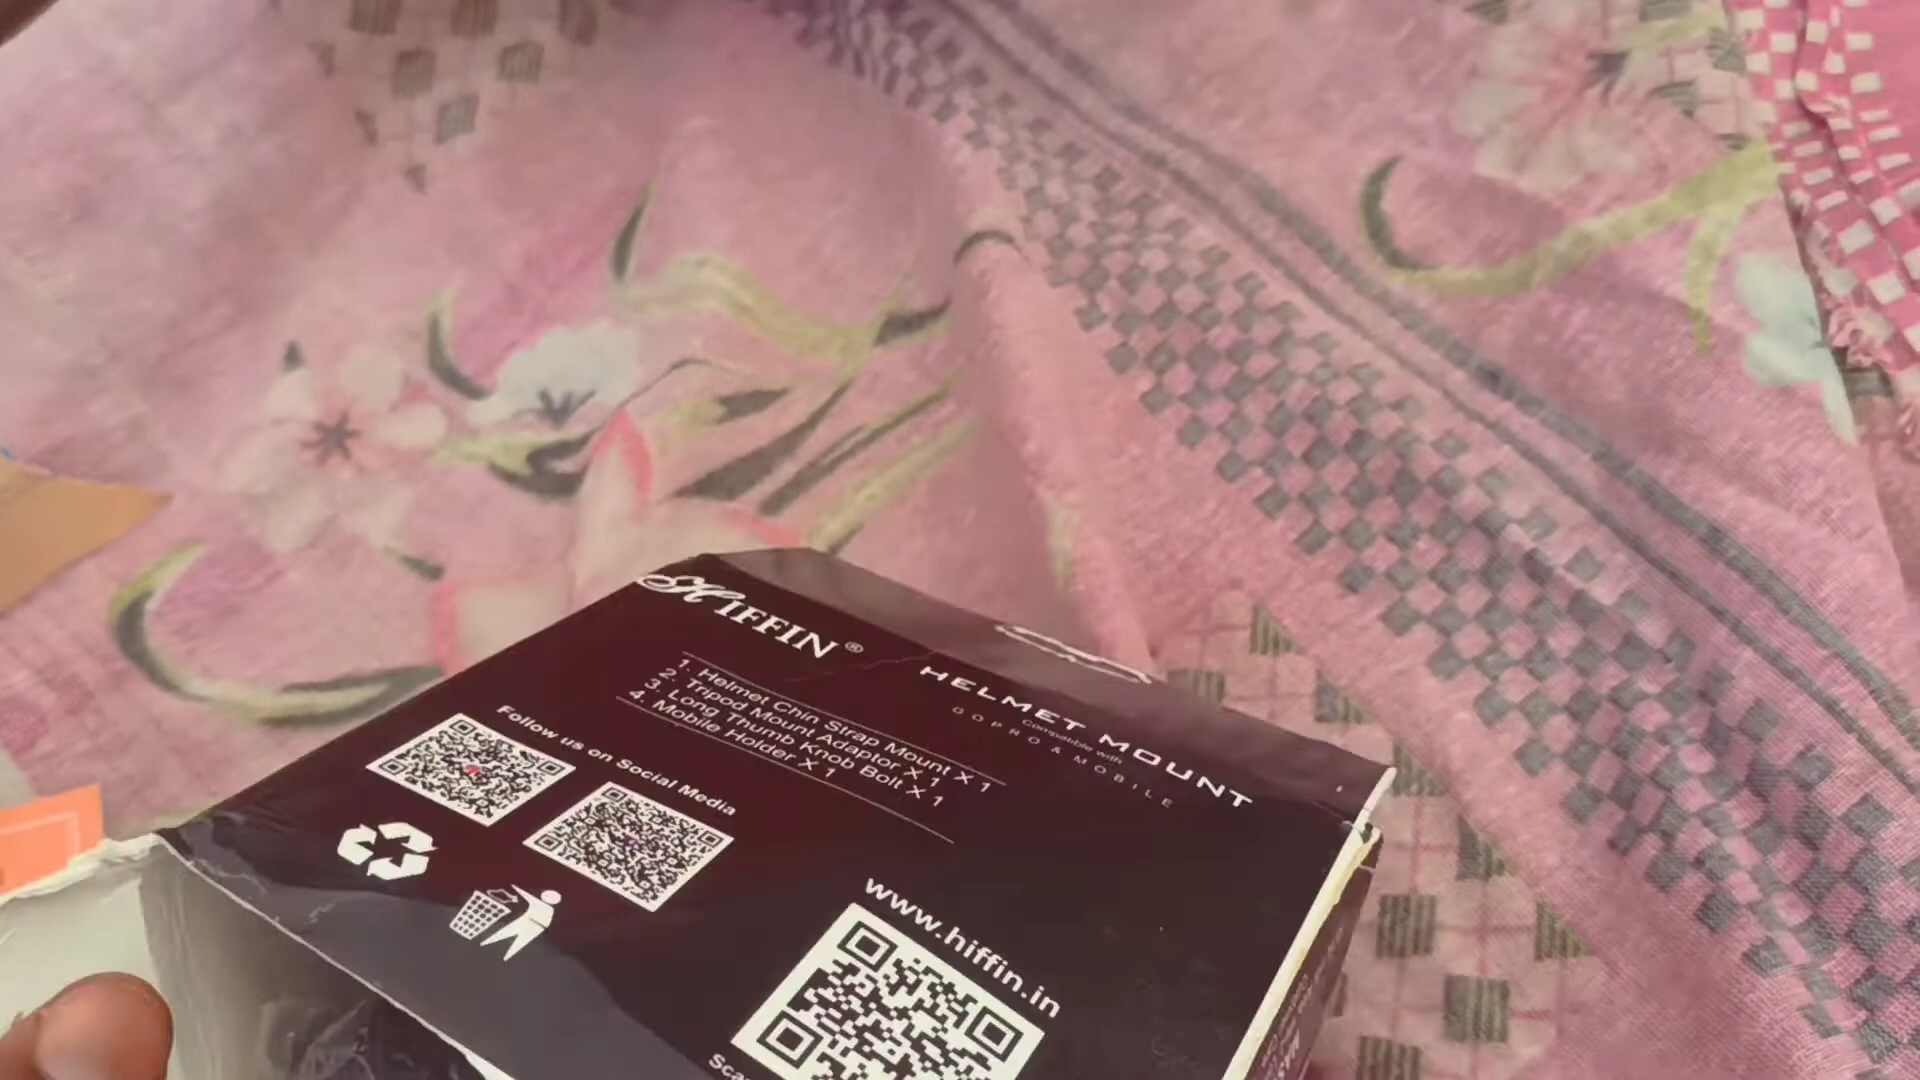 HIFFIN®
1. Helmet Chin Strap Mount X 1
2. Tripod Mount Adaptor X 1
3. Long Thumb Knob Bolt X 1
4. Mobile Holder X 1
HELMET MOUNT
Compatible with
GOPRO & MOBILE
Follow us on Social Media
www.hiffin.in